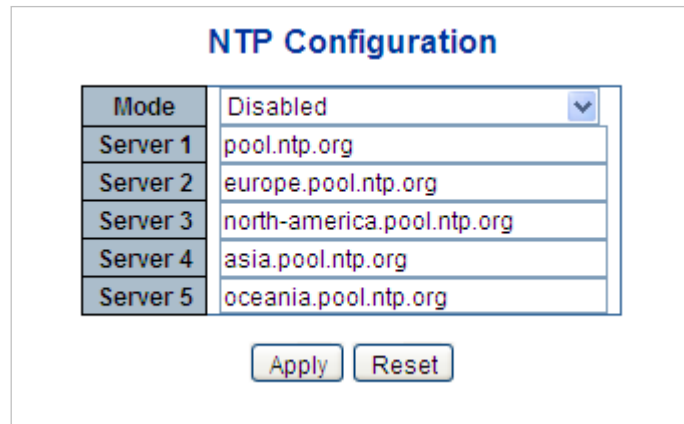 NTP Configuration
Mode Disabled
Server 1 pool.ntp.org
Server 2 europe.pool.ntp.org
Server 3 north-america.pool.ntp.org
Server 4 asia.pool.ntp.org
Server 5 oceania.pool.ntp.org
Apply Reset